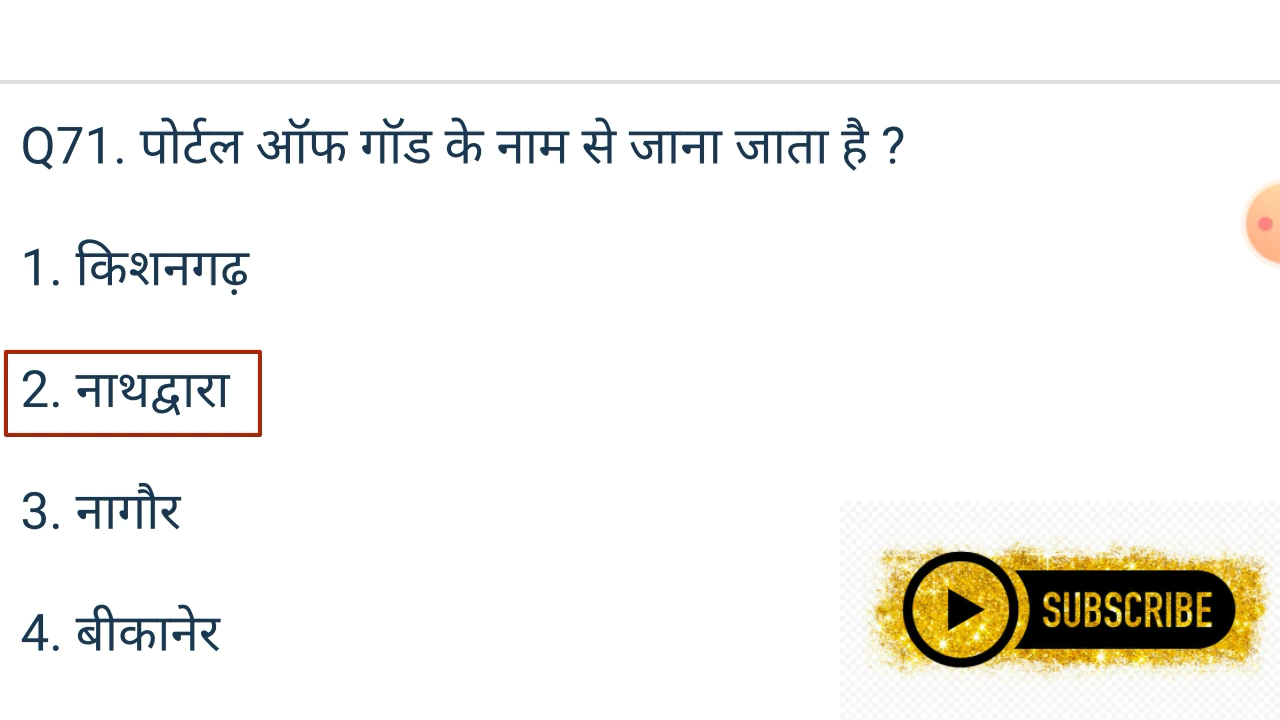 Q71. पोर्टल ऑफ गॉड के नाम से जाना जाता है ?
1. किशनगढ़
2. नाथद्वारा
3. नागौर
4. बीकानेर
SUBSCRIBE